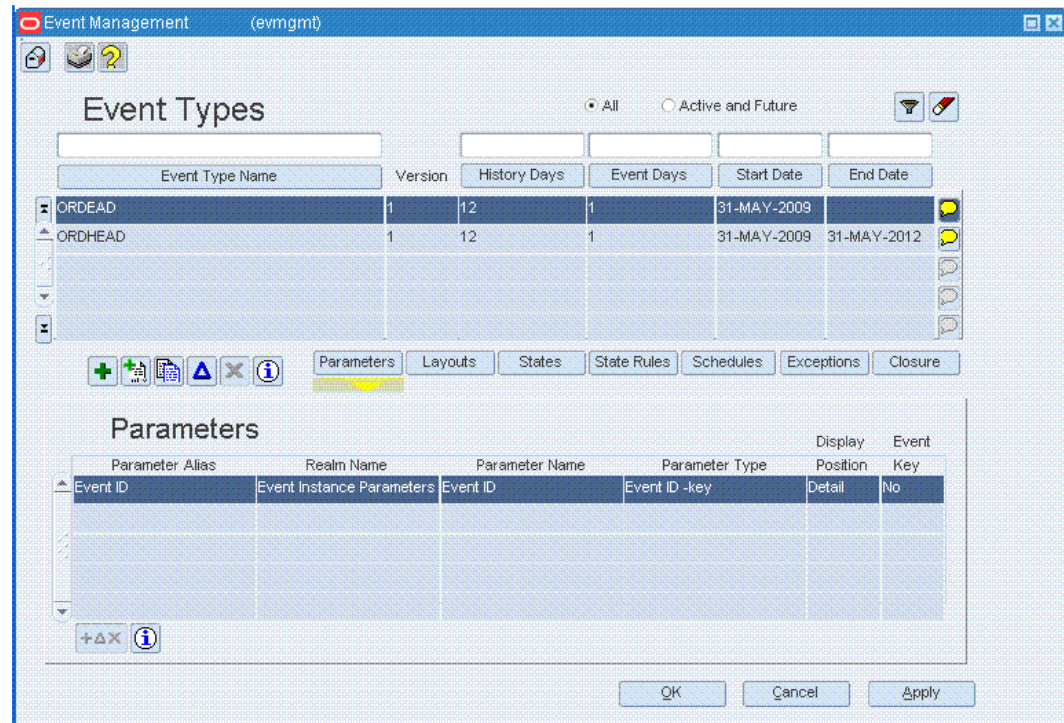 Event Management (evmgmt)
Event Types
All Active and Future
Event Type Name Version History Days Event Days Start Date End Date
ORDEAD 1 12 1 31-MAY-2009
ORDHEAD 1 12 1 31-MAY-2009 31-MAY-2012
Parameters Layouts States State Rules Schedules Exceptions Closure
Parameters
Display Event
Parameter Alias Realm Name Parameter Name Parameter Type Position Key
Event ID Event Instance Parameters Event ID Event ID -key Detail No
OK Cancel Apply